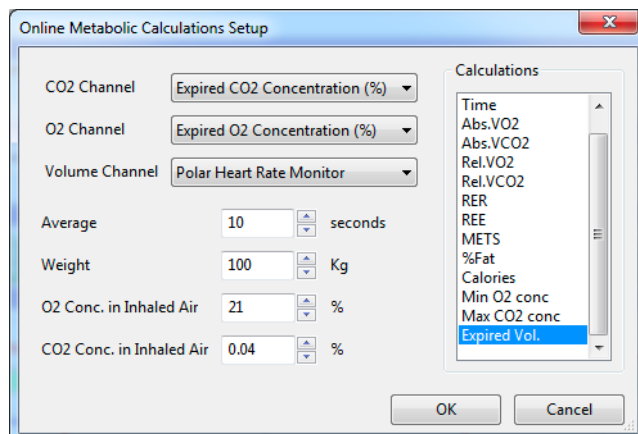 Online Metabolic Calculations Setup
CO2 Channel Expired CO2 Concentration (%)
O2 Channel Expired O2 Concentration (%)
Volume Channel Polar Heart Rate Monitor
Average 10 seconds
Weight 100 Kg
O2 Conc. in Inhaled Air 21 %
CO2 Conc. in Inhaled Air 0.04 %
Calculations
Time
Abs.VO2
Abs.VCO2
Rel.VO2
Rel.VCO2
RER
REE
METS
%Fat
Calories
Min O2 conc
Max CO2 conc
Expired Vol.
OK Cancel